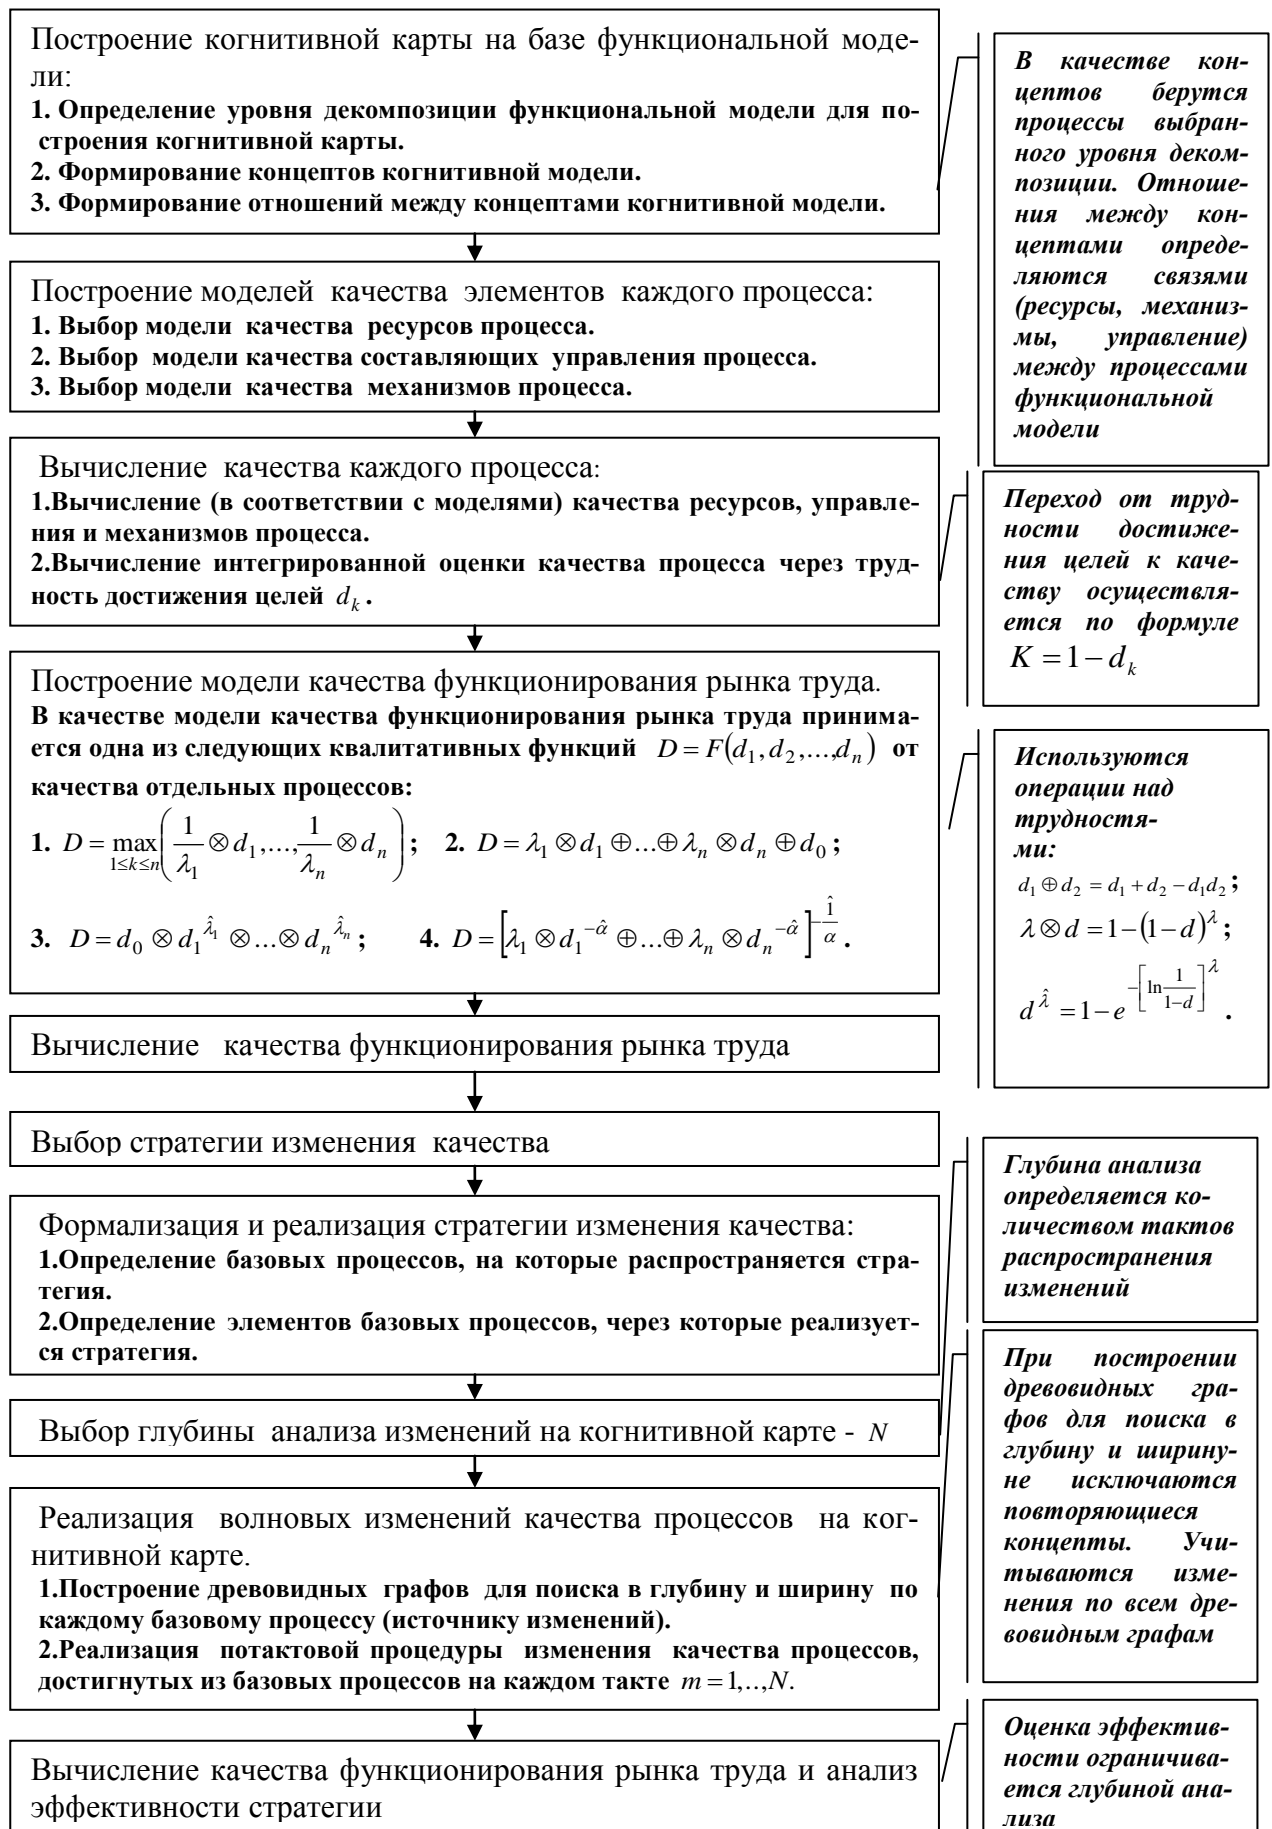 Построение когнитивной карты на базе функциональной моде-
ли:
1. Определение уровня декомпозиции функциональной модели для по-
строения когнитивной карты.
2. Формирование концептов когнитивной модели.
3. Формирование отношений между концептами когнитивной модели.
В качестве кон-
цептов берутся
процессы выбран-
ного уровня деком-
позиции. Отноше-
ния между кон-
цептами опреде-
ляются связями
(ресурсы, механиз-
мы, управление)
между процессами
функциональной
модели
Построение моделей качества элементов каждого процесса:
1. Выбор модели качества ресурсов процесса.
2. Выбор модели качества составляющих управления процесса.
3. Выбор модели качества механизмов процесса.
Вычисление качества каждого процесса:
1.Вычисление (в соответствии с моделями) качества ресурсов, управле-
ния и механизмов процесса.
2.Вычисление интегрированной оценки качества процесса через труд-
ность достижения целей d_k .
Переход от труд-
ности достиже-
ния целей к каче-
ству осуществля-
ется по формуле
K = 1 − d_k
Построение модели качества функционирования рынка труда.
В качестве модели качества функционирования рынка труда принима-
ется одна из следующих квалитативных функций D = F(d_1, d_2,...,d_n) от
качества отдельных процессов:
1. D = max_{1≤k≤n}(1/λ_1 ⊗ d_1,...,1/λ_n ⊗ d_n); 2. D = λ_1 ⊗ d_1 ⊕...⊕ λ_n ⊗ d_n ⊕ d_0 ;
3. D = d_0 ⊗ d_1^{λ̂_1} ⊗...⊗ d_n^{λ̂_n} ; 4. D = [λ_1 ⊗ d_1^{−α̂} ⊕...⊕ λ_n ⊗ d_n^{−α̂}]^{−1̂/α} .
Используются
операции над
трудностя-
ми:
d_1 ⊕ d_2 = d_1 + d_2 − d_1d_2 ;
λ ⊗ d = 1 − (1 − d)^λ ;
d^{λ̂} = 1 − e^{−[ln 1/(1−d)]^λ} .
Вычисление качества функционирования рынка труда
Выбор стратегии изменения качества
Формализация и реализация стратегии изменения качества:
1.Определение базовых процессов, на которые распространяется стра-
тегия.
2.Определение элементов базовых процессов, через которые реализует-
ся стратегия.
Глубина анализа
определяется ко-
личеством тактов
распространения
изменений
Выбор глубины анализа изменений на когнитивной карте - N
Реализация волновых изменений качества процессов на ког-
нитивной карте.
1.Построение древовидных графов для поиска в глубину и ширину по
каждому базовому процессу (источнику изменений).
2.Реализация потактовой процедуры изменения качества процессов,
достигнутых из базовых процессов на каждом такте m = 1,..,N.
При построении
древовидных гра-
фов для поиска в
глубину и ширину-
не исключаются
повторяющиеся
концепты. Учи-
тываются изме-
нения по всем дре-
вовидным графам
Вычисление качества функционирования рынка труда и анализ
эффективности стратегии
Оценка эффектив-
ности ограничива-
ется глубиной ана-
лиза